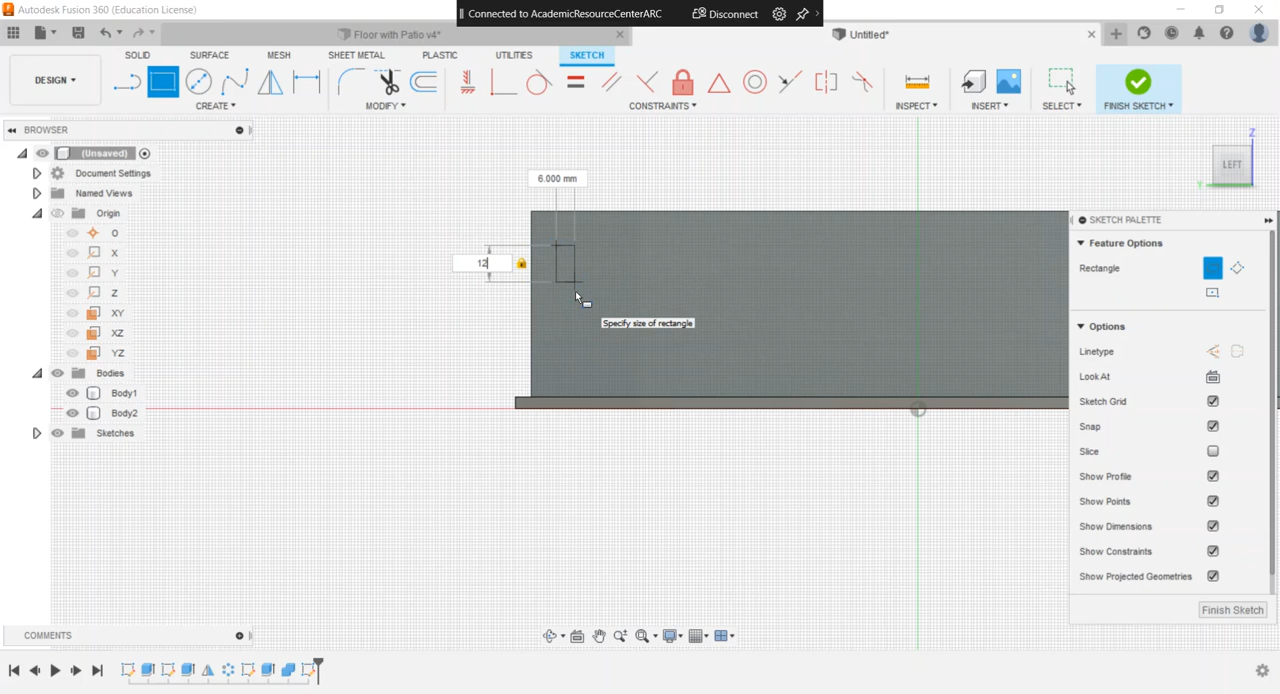 Autodesk Fusion 360 (Education License)
Connected to AcademicResourceCenterARC
Disconnect
Floor with Patio v4*
Untitled*
SOLID
SURFACE
MESH
SHEET METAL
PLASTIC
UTILITIES
SKETCH
DESIGN
CREATE
MODIFY
CONSTRAINTS
INSPECT
INSERT
SELECT
FINISH SKETCH
BROWSER
(Unsaved)
Document Settings
Named Views
Origin
O
X
Y
Z
XY
XZ
YZ
Bodies
Body1
Body2
Sketches
6.000 mm
12
Specify size of rectangle
Z
LEFT
Y
SKETCH PALETTE
Feature Options
Rectangle
Options
Linetype
Look At
Sketch Grid
Snap
Slice
Show Profile
Show Points
Show Dimensions
Show Constraints
Show Projected Geometries
Finish Sketch
COMMENTS